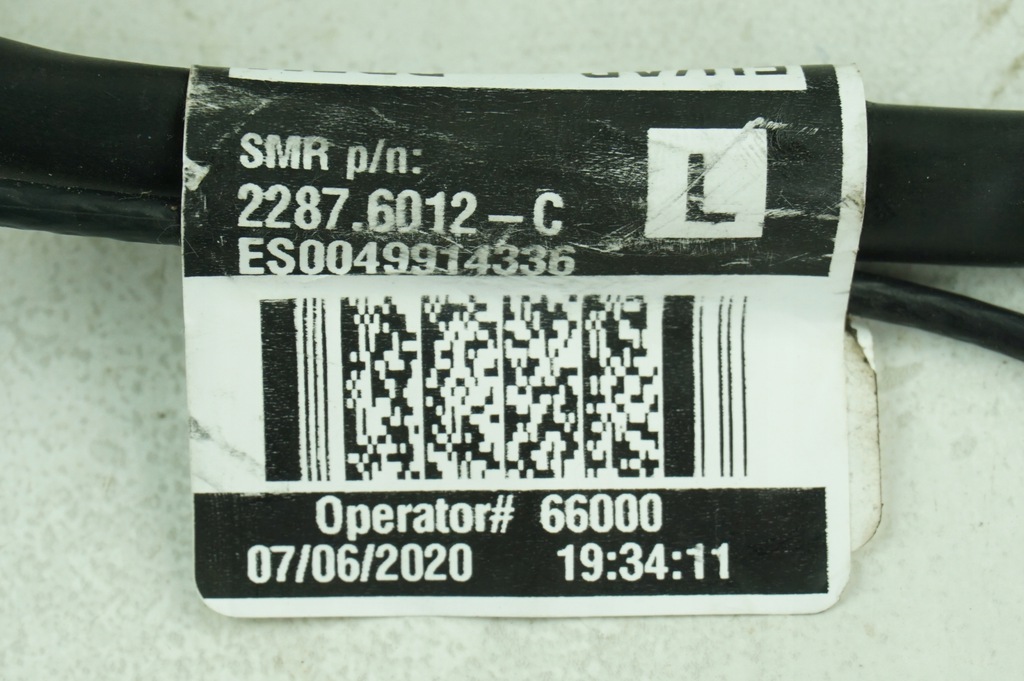 SMR p/n:
L
2287.6012-C
ES0049914336
Operator# 66000
07/06/2020 19:34:11